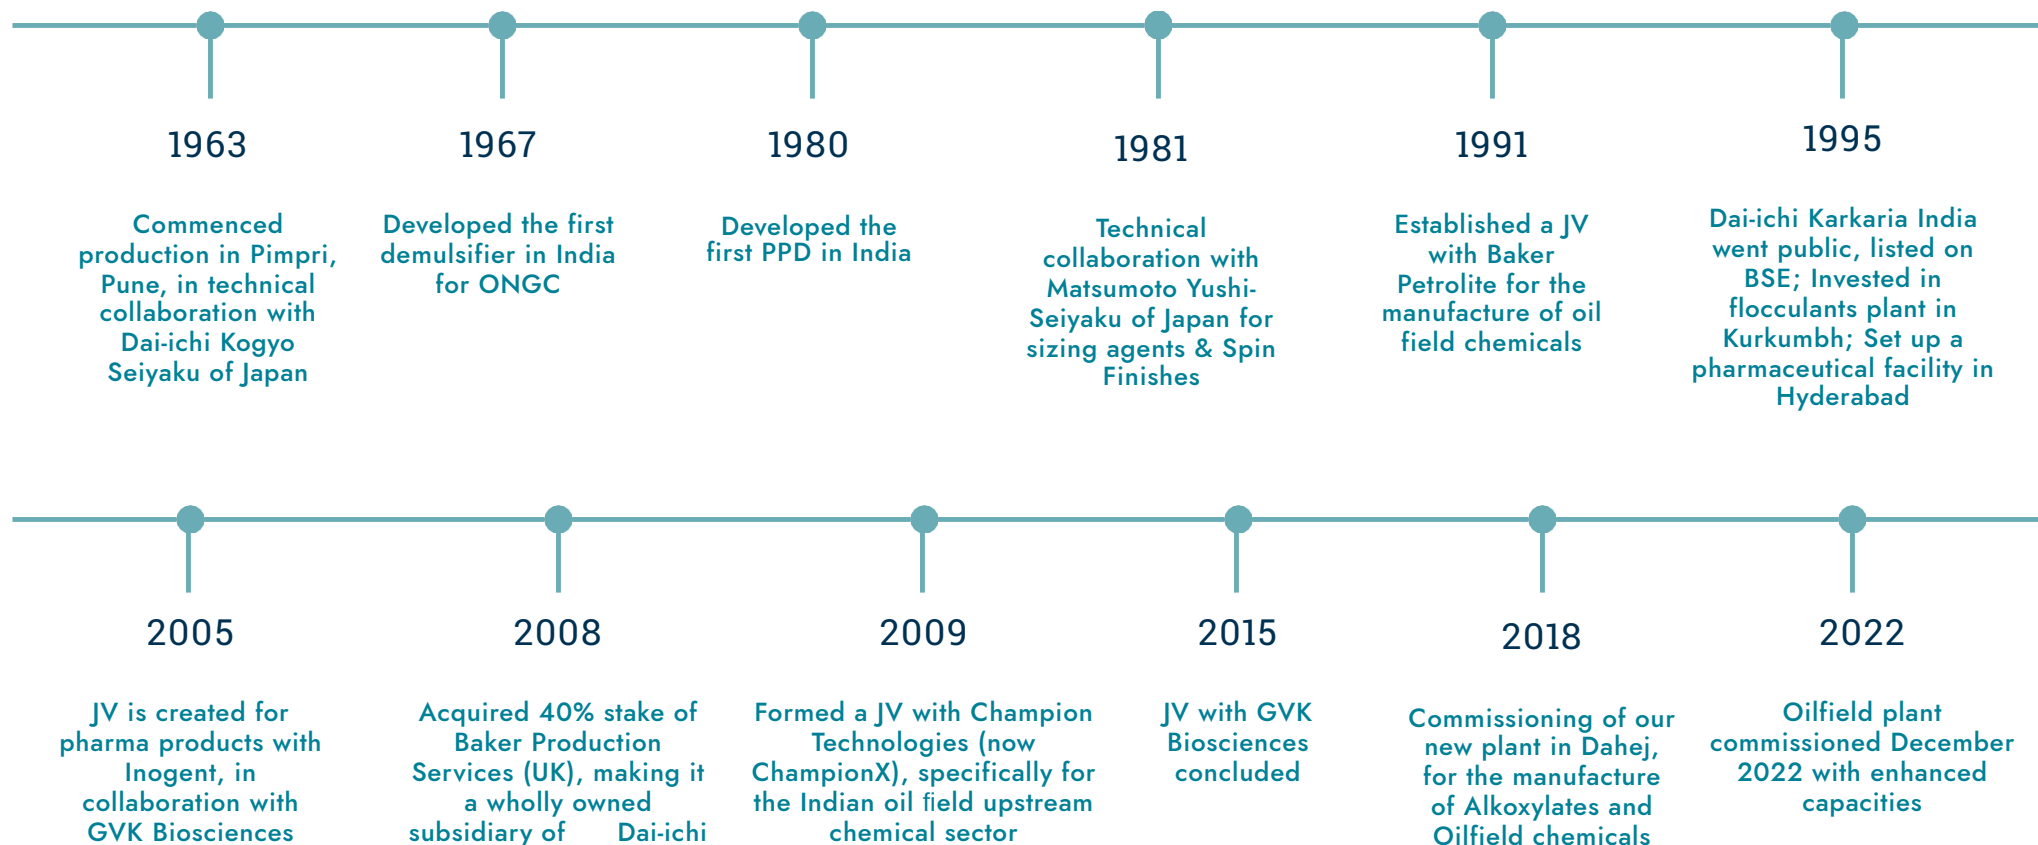 1963
Commenced
production in Pimpri,
Pune, in technical
collaboration with
Dai-ichi Kogyo
Seiyaku of Japan
1967
Developed the first
demulsifier in India
for ONGC
1980
Developed the
first PPD in India
1981
Technical
collaboration with
Matsumoto Yushi-
Seiyaku of Japan for
sizing agents & Spin
Finishes
1991
Established a JV
with Baker
Petrolite for the
manufacture of oil
field chemicals
1995
Dai-ichi Karkaria India
went public, listed on
BSE; Invested in
flocculants plant in
Kurkumbh; Set up a
pharmaceutical facility in
Hyderabad
2005
JV is created for
pharma products with
Inogent, in
collaboration with
GVK Biosciences
2008
Acquired 40% stake of
Baker Production
Services (UK), making it
a wholly owned
subsidiary of Dai-ichi
2009
Formed a JV with Champion
Technologies (now
ChampionX), specifically for
the Indian oil field upstream
chemical sector
2015
JV with GVK
Biosciences
concluded
2018
Commissioning of our
new plant in Dahej,
for the manufacture
of Alkoxylates and
Oilfield chemicals
2022
Oilfield plant
commissioned December
2022 with enhanced
capacities